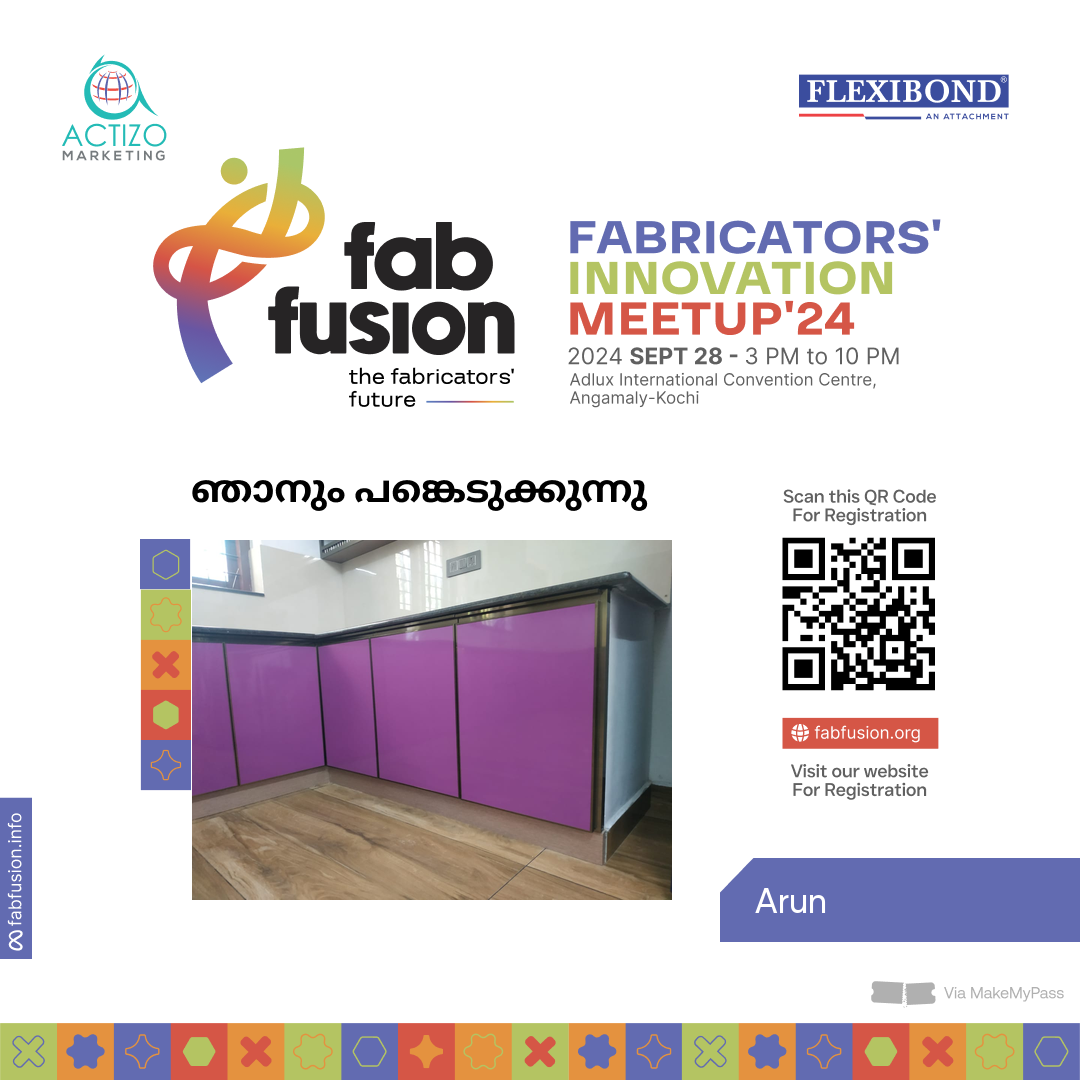 ACTIZO
MARKETING
FLEXIBOND®
AN ATTACHMENT
fab
fusion
the fabricators'
future
FABRICATORS'
INNOVATION
MEETUP'24
2024 SEPT 28 - 3 PM to 10 PM
Adlux International Convention Centre,
Angamaly-Kochi
ഞാനും പങ്കെടുക്കുന്നു
Scan this QR Code
For Registration
fabfusion.org
Visit our website
For Registration
fabfusion.info
Arun
Via MakeMyPass